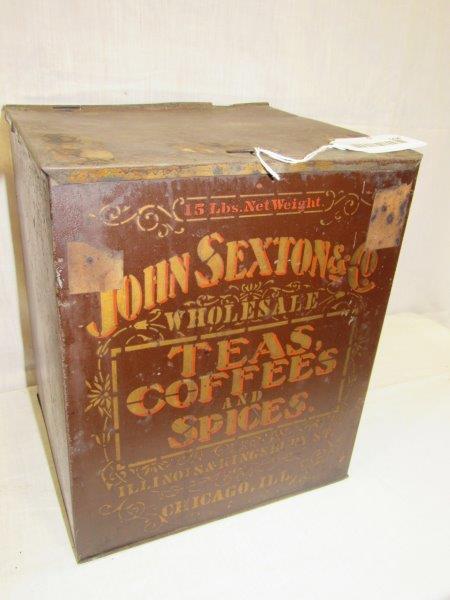 15 Lbs. Net Weight.
JOHN SEXTON & CO
WHOLESALE
TEAS,
COFFEES
AND
SPICES.
ILLINOIS & KINGSBURY ST
CHICAGO, ILL.